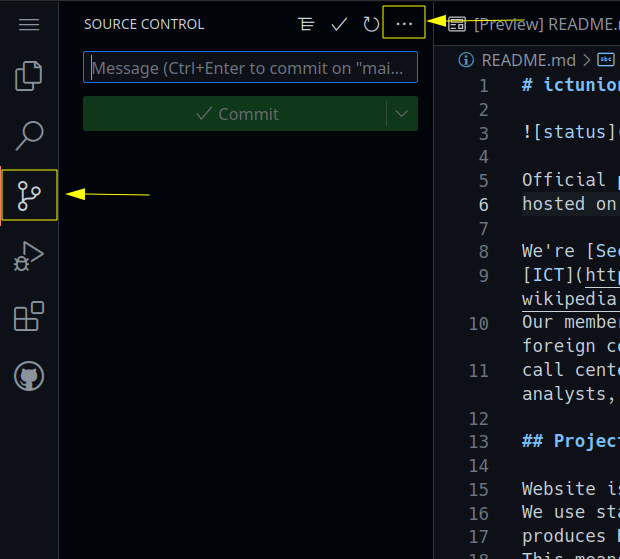 SOURCE CONTROL
Message (Ctrl+Enter to commit on "mai...
Commit
[Preview] README.
README.md
abc
1 # ictunion
2
3 ![status](
4
5 Official
6 hosted on
7
8 We're [Sec
9 [ICT](http
wikipedia
10 Our member
foreign co
11 call cente
analysts,
12
13 ## Project
14
15 Website is
16 We use sta
17 produces
18 This mean